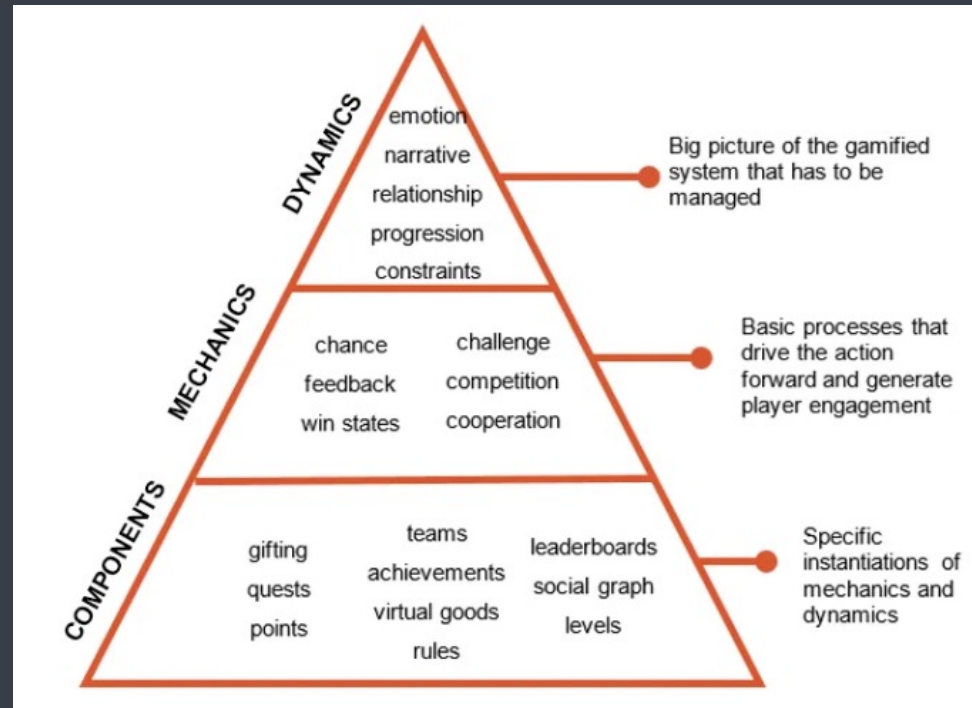 DYNAMICS
emotion
narrative
relationship
progression
constraints
Big picture of the gamified
system that has to be
managed
MECHANICS
chance
feedback
win states
challenge
competition
cooperation
Basic processes that
drive the action
forward and generate
player engagement
COMPONENTS
gifting
quests
points
teams
achievements
virtual goods
rules
leaderboards
social graph
levels
Specific
instantiations of
mechanics and
dynamics